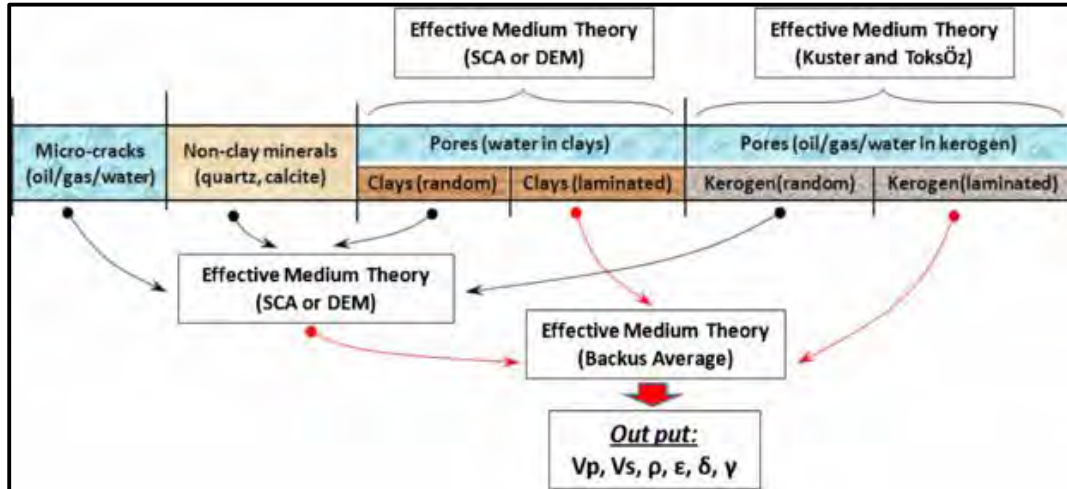 Effective Medium Theory
(SCA or DEM)
Effective Medium Theory
(Kuster and ToksÖz)
Micro-cracks
(oil/gas/water)
Non-clay minerals
(quartz, calcite)
Pores (water in clays)
Clays (random)
Clays (laminated)
Pores (oil/gas/water in kerogen)
Kerogen(random)
Kerogen(laminated)
Effective Medium Theory
(SCA or DEM)
Effective Medium Theory
(Backus Average)
Out put:
Vp, Vs, ρ, ε, δ, γ